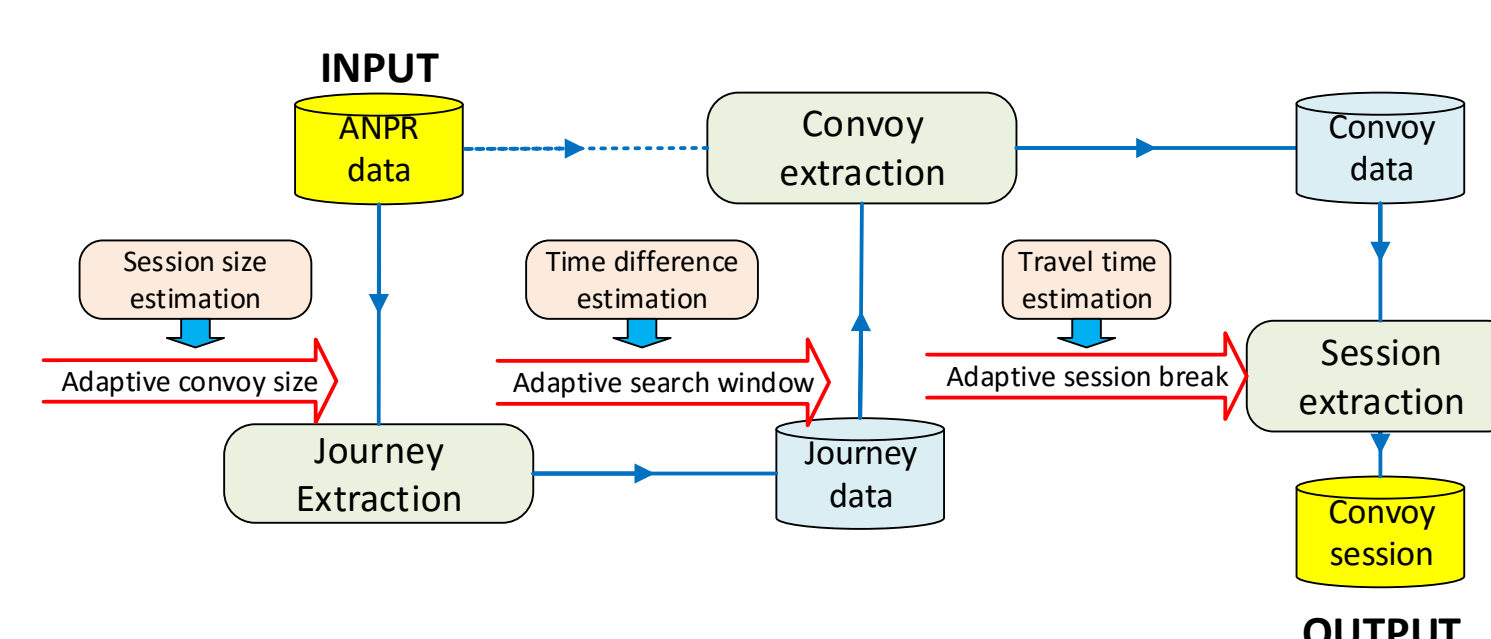 INPUT
ANPR
data
Convoy
extraction
Convoy
data
Session size
estimation
Time difference
estimation
Travel time
estimation
Adaptive convoy size
Adaptive search window
Adaptive session break
Session
extraction
Journey
Extraction
Journey
data
Convoy
session
OUTPUT